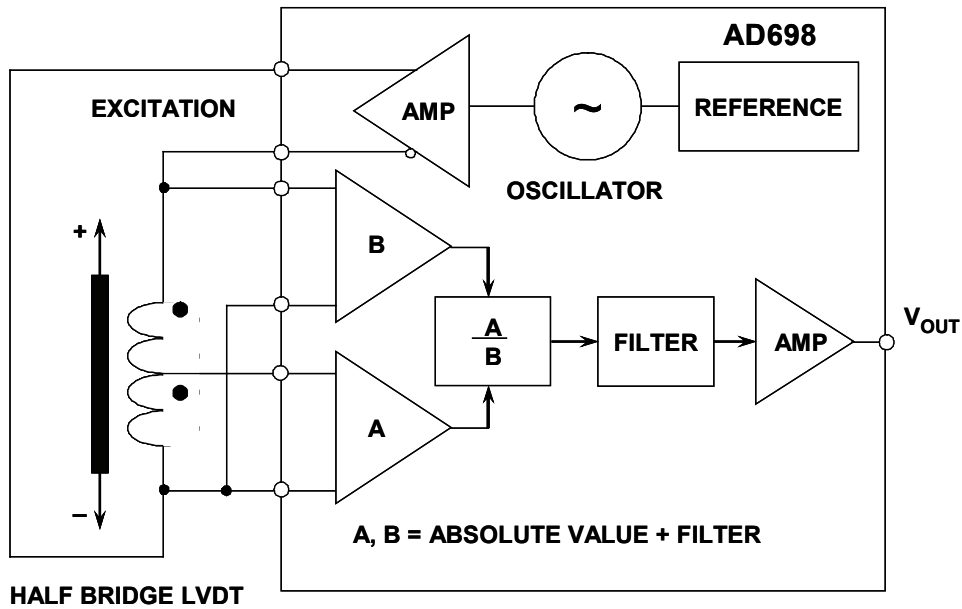 AD698
EXCITATION
AMP
~
REFERENCE
OSCILLATOR
+
B
A
B
FILTER
AMP
VOUT
A
–
A, B = ABSOLUTE VALUE + FILTER
HALF BRIDGE LVDT